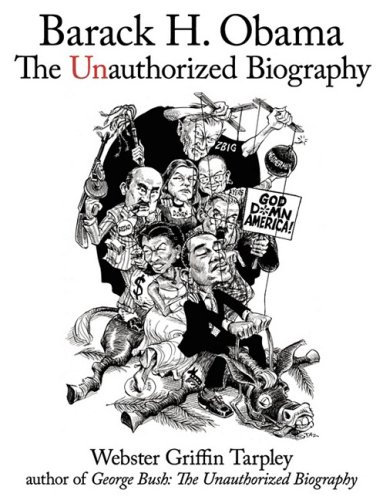 Barack H. Obama
The Unauthorized Biography
ZBIG
GOD
D☼MN
AMERICA!
$
Webster Griffin Tarpley
author of George Bush: The Unauthorized Biography